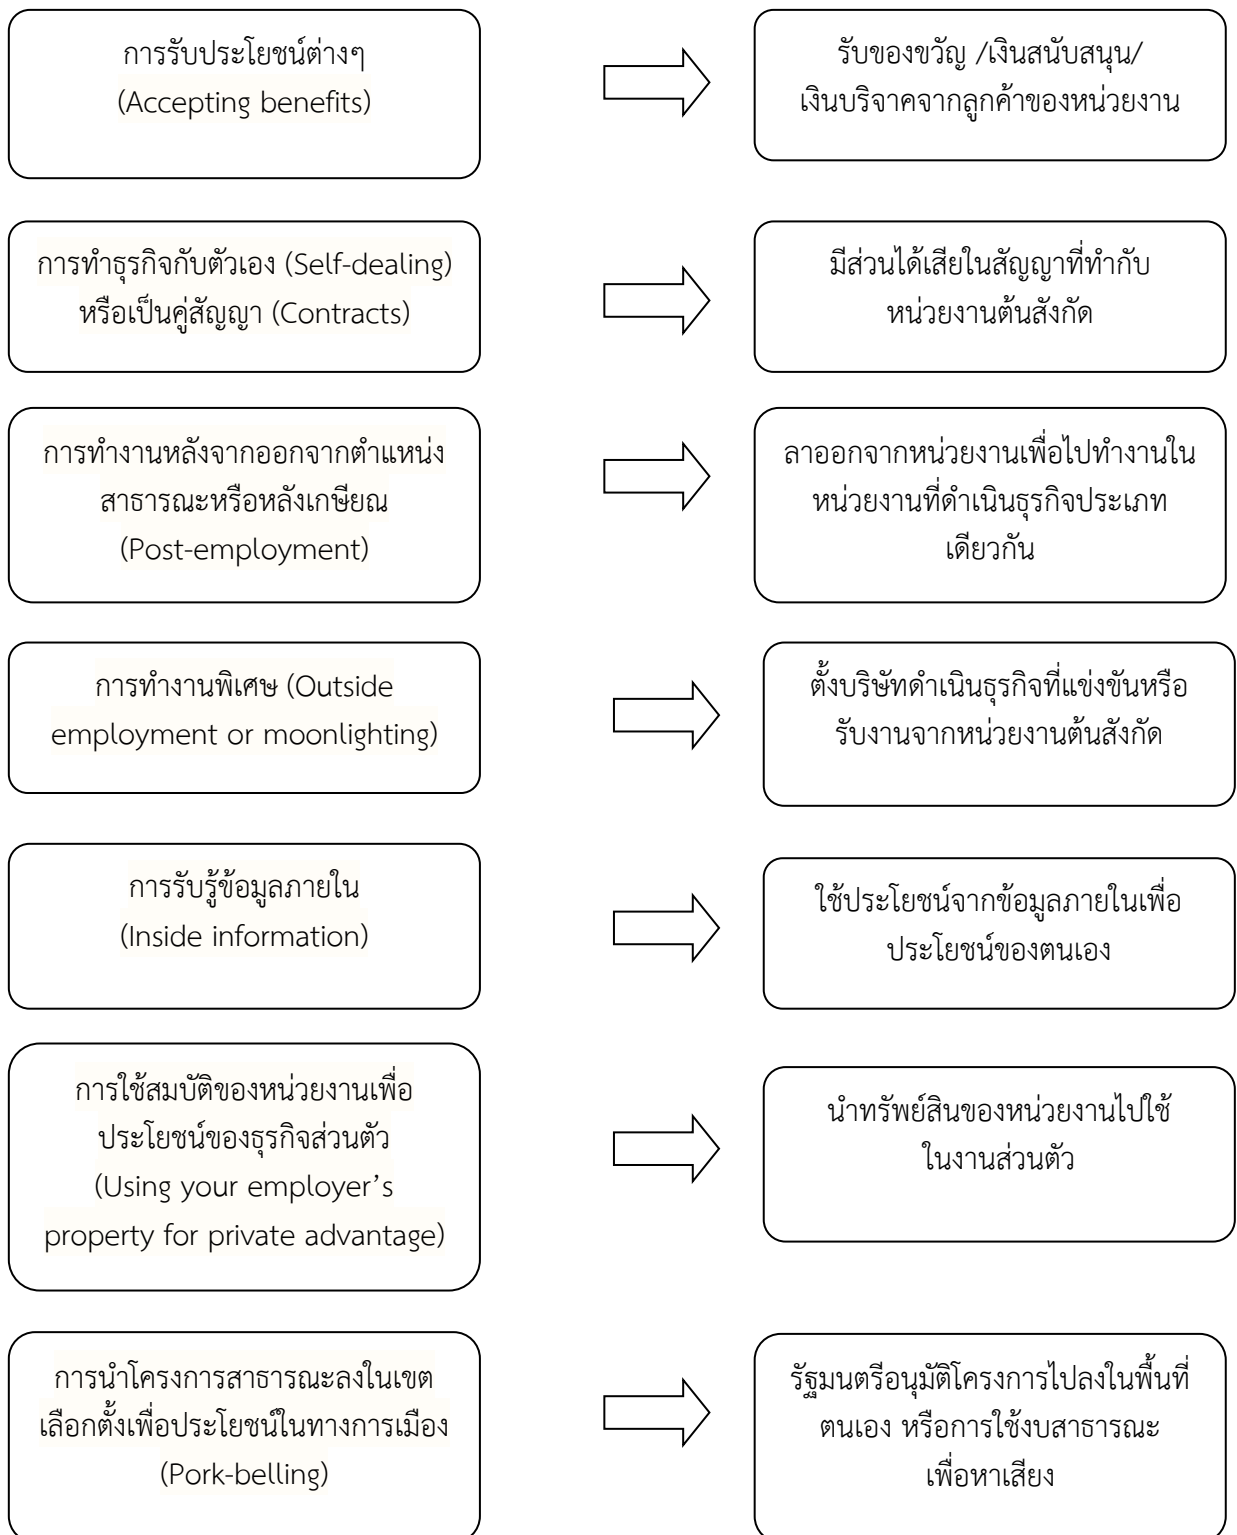 การรับประโยชน์ต่างๆ
(Accepting benefits)
รับของขวัญ /เงินสนับสนุน/
เงินบริจาคจากลูกค้าของหน่วยงาน
การทำธุรกิจกับตัวเอง (Self-dealing)
หรือเป็นคู่สัญญา (Contracts)
มีส่วนได้เสียในสัญญาที่ทำกับ
หน่วยงานต้นสังกัด
การทำงานหลังจากออกจากตำแหน่ง
สาธารณะหรือหลังเกษียณ
(Post-employment)
ลาออกจากหน่วยงานเพื่อไปทำงานใน
หน่วยงานที่ดำเนินธุรกิจประเภท
เดียวกัน
การทำงานพิเศษ (Outside
employment or moonlighting)
ตั้งบริษัทดำเนินธุรกิจที่แข่งขันหรือ
รับงานจากหน่วยงานต้นสังกัด
การรับรู้ข้อมูลภายใน
(Inside information)
ใช้ประโยชน์จากข้อมูลภายในเพื่อ
ประโยชน์ของตนเอง
การใช้สมบัติของหน่วยงานเพื่อ
ประโยชน์ของธุรกิจส่วนตัว
(Using your employer’s
property for private advantage)
นำทรัพย์สินของหน่วยงานไปใช้
ในงานส่วนตัว
การนำโครงการสาธารณะลงในเขต
เลือกตั้งเพื่อประโยชน์ในทางการเมือง
(Pork-belling)
รัฐมนตรีอนุมัติโครงการไปลงในพื้นที่
ตนเอง หรือการใช้งบสาธารณะ
เพื่อหาเสียง